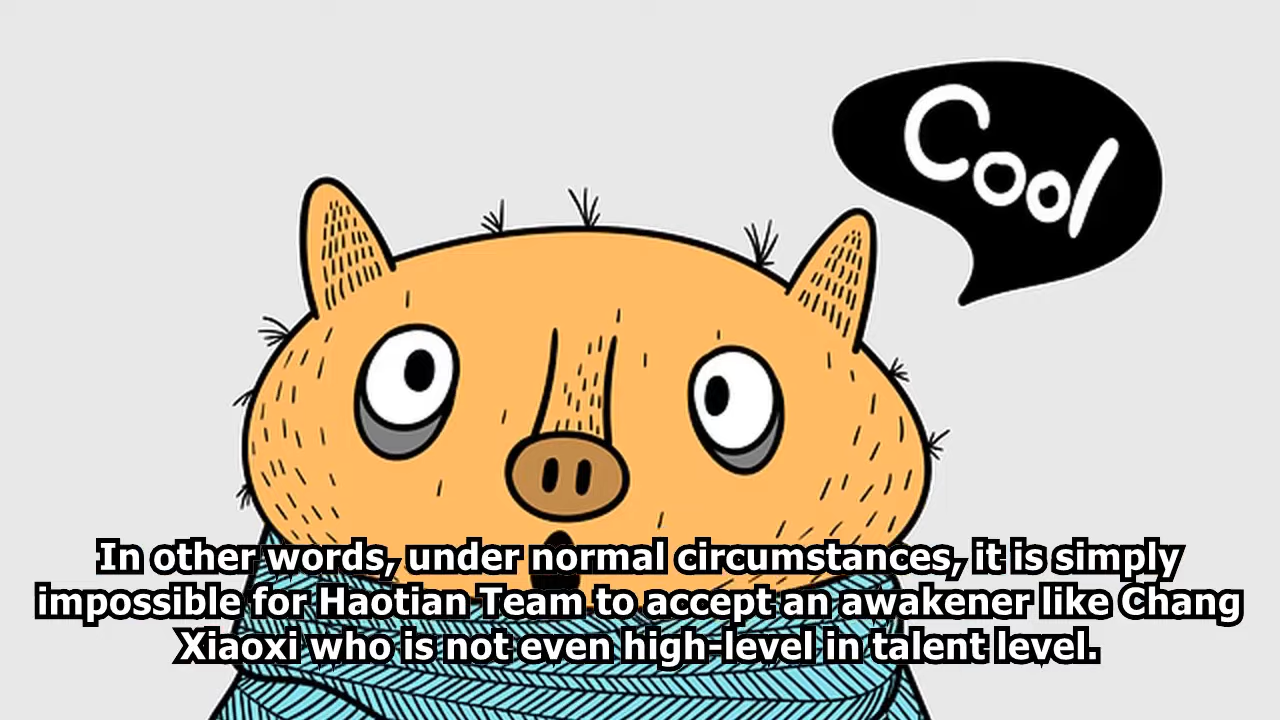 Cool
In other words, under normal circumstances, it is simply
impossible for Haotian Team to accept an awakener like Chang
Xiaoxi who is not even high-level in talent level.